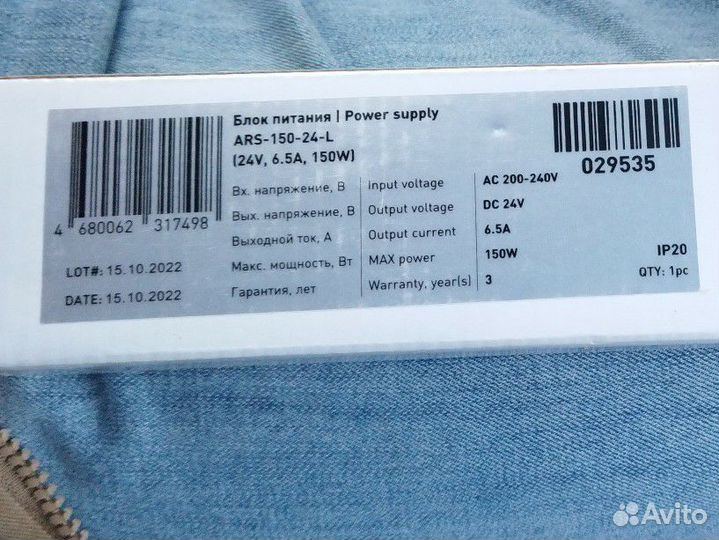 Блок питания | Power supply
ARS-150-24-L
(24V, 6.5A, 150W)
Вх. напряжение, В Input voltage AC 200-240V
Вых. напряжение, В Output voltage DC 24V
Выходной ток, А Output current 6.5A
Макс. мощность, Вт MAX power 150W
Гарантия, лет Warranty, year(s) 3
4 680062 317498
LOT#: 15.10.2022
DATE: 15.10.2022
029535
IP20
QTY: 1pc
Avito